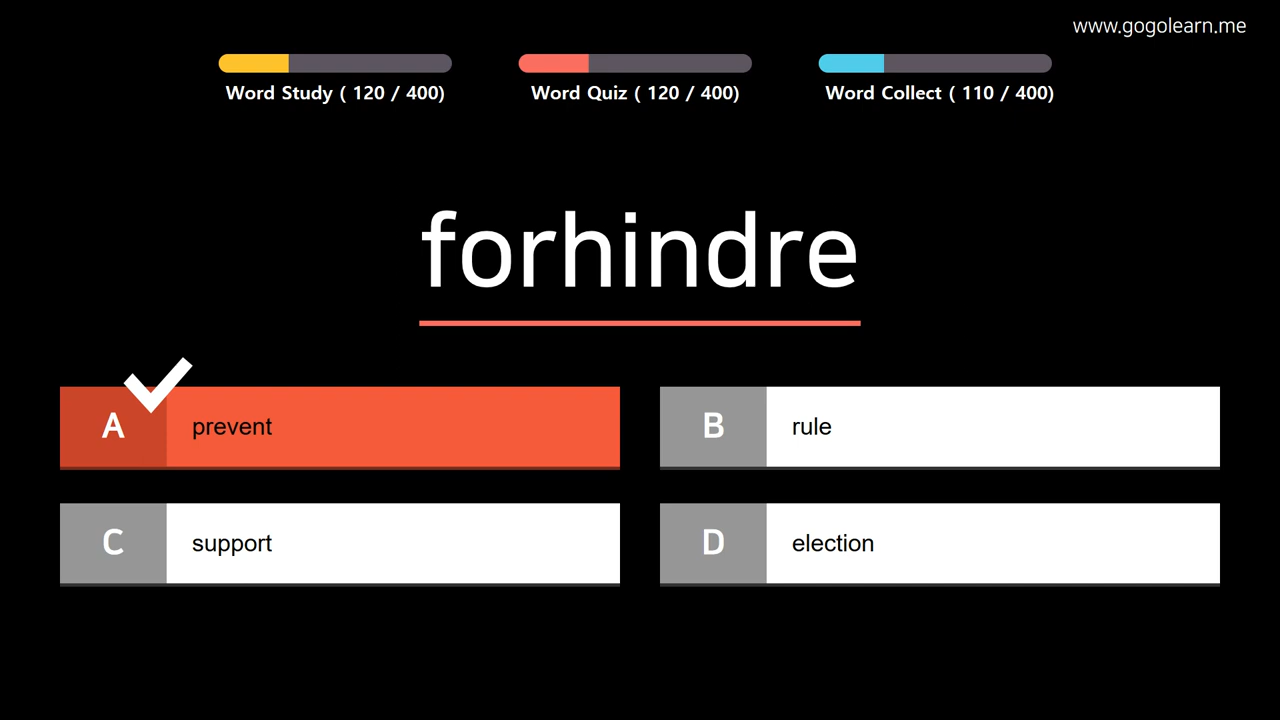 www.gogolearn.me
Word Study ( 120 / 400)
Word Quiz ( 120 / 400)
Word Collect ( 110 / 400)
forhindre
A prevent
B rule
C support
D election